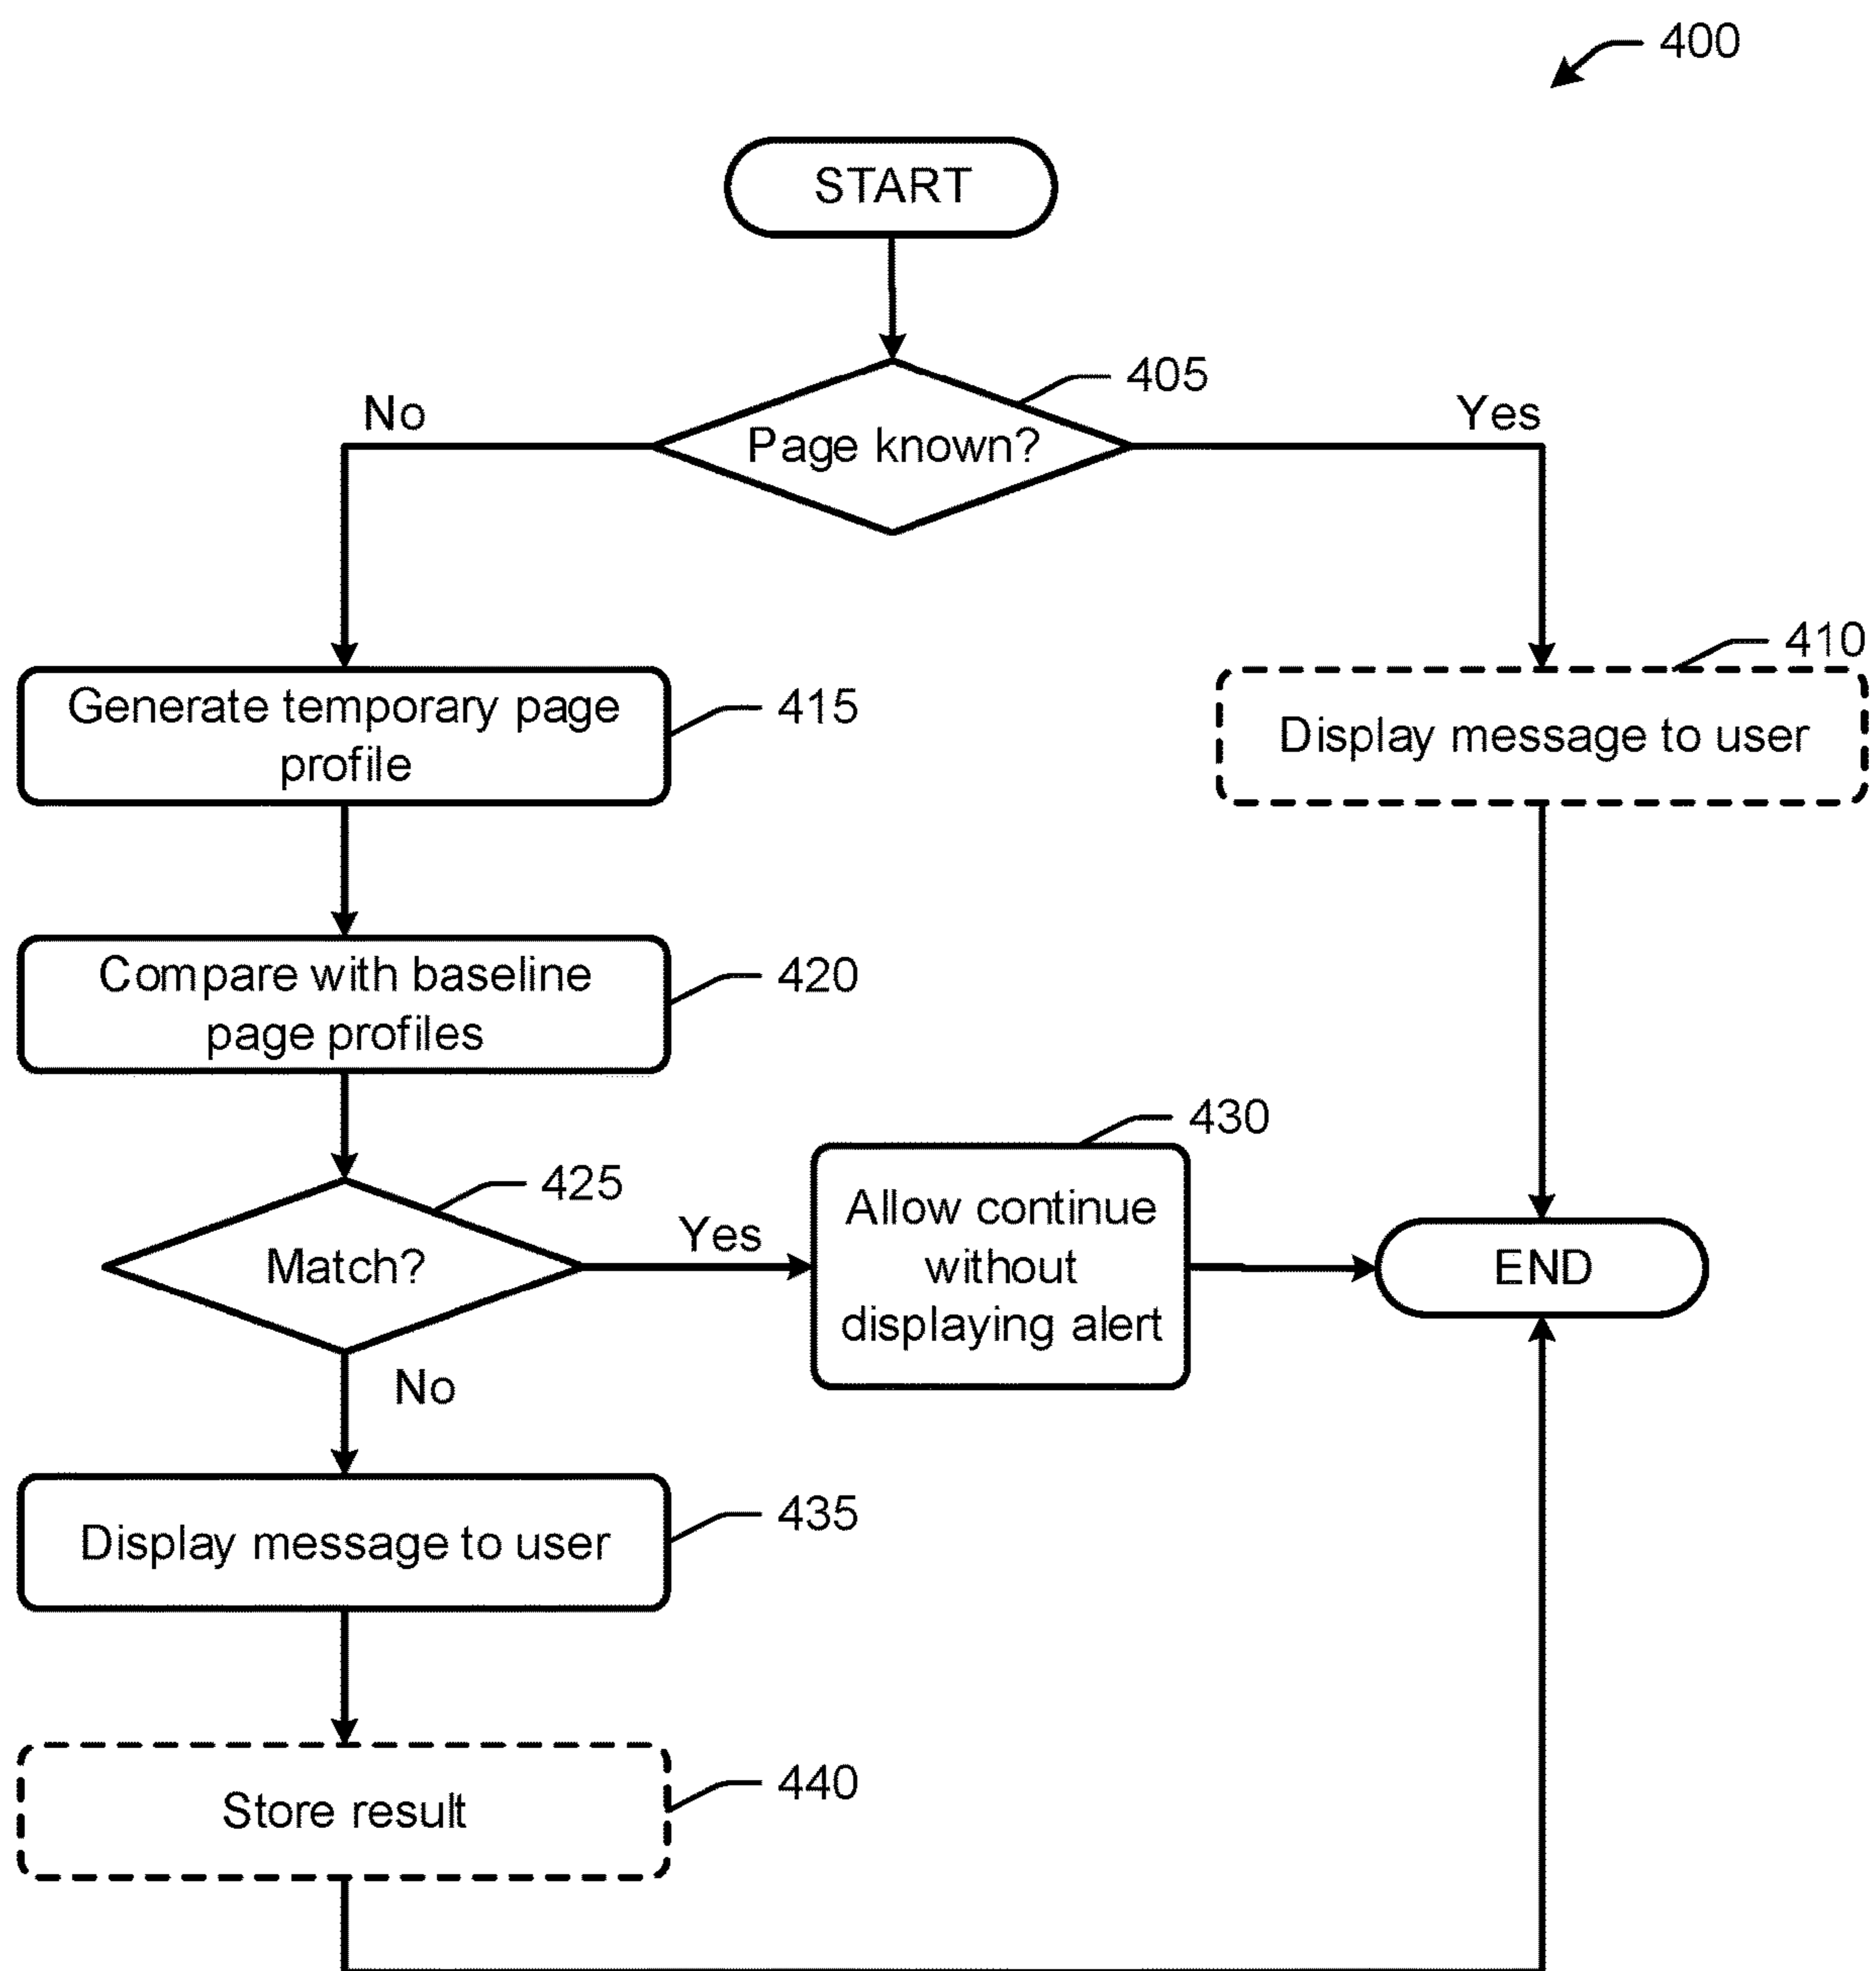 400
START
405
No
Yes
Page known?
410
Generate temporary page
profile
415
Display message to user
Compare with baseline
page profiles
420
430
425
Match?
Yes
Allow continue
without
displaying alert
END
No
Display message to user
435
Store result
440